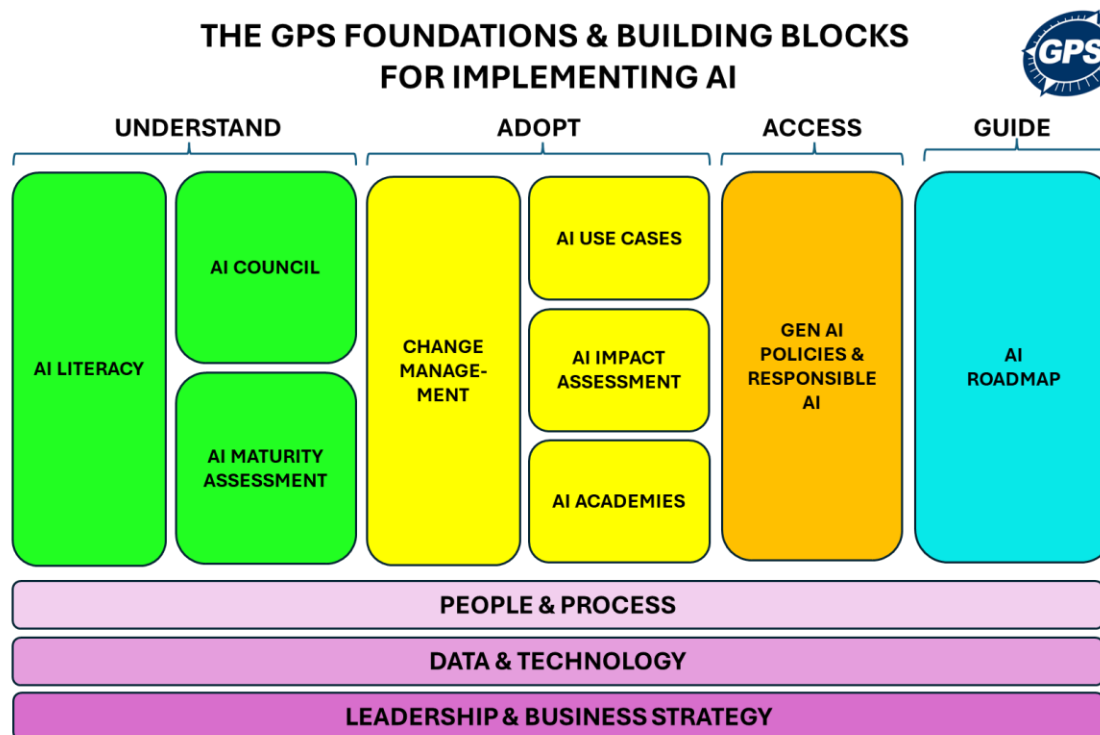 THE GPS FOUNDATIONS & BUILDING BLOCKS
FOR IMPLEMENTING AI
GPS
UNDERSTAND
ADOPT
ACCESS
GUIDE
AI LITERACY
AI COUNCIL
AI MATURITY
ASSESSMENT
CHANGE
MANAGE-
MENT
AI USE CASES
AI IMPACT
ASSESSMENT
AI ACADEMIES
GEN AI
POLICIES &
RESPONSIBLE
AI
AI
ROADMAP
PEOPLE & PROCESS
DATA & TECHNOLOGY
LEADERSHIP & BUSINESS STRATEGY